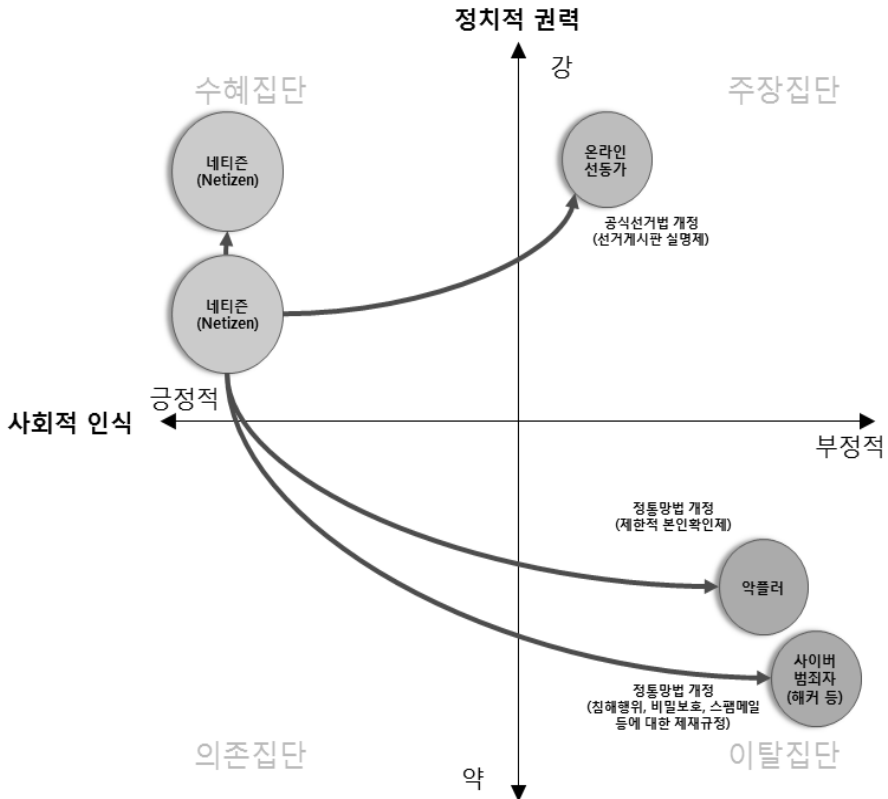 정치적 권력
강
수혜집단
주장집단
네티즌
(Netizen)
온라인
선동가
공식선거법 개정
(선거게시판 실명제)
네티즌
(Netizen)
긍정적
사회적 인식
부정적
정통망법 개정
(제한적 본인확인제)
악플러
사이버
범죄자
(해커 등)
정통망법 개정
(침해행위, 비밀보호, 스팸메일
등에 대한 제재규정)
의존집단
이탈집단
약